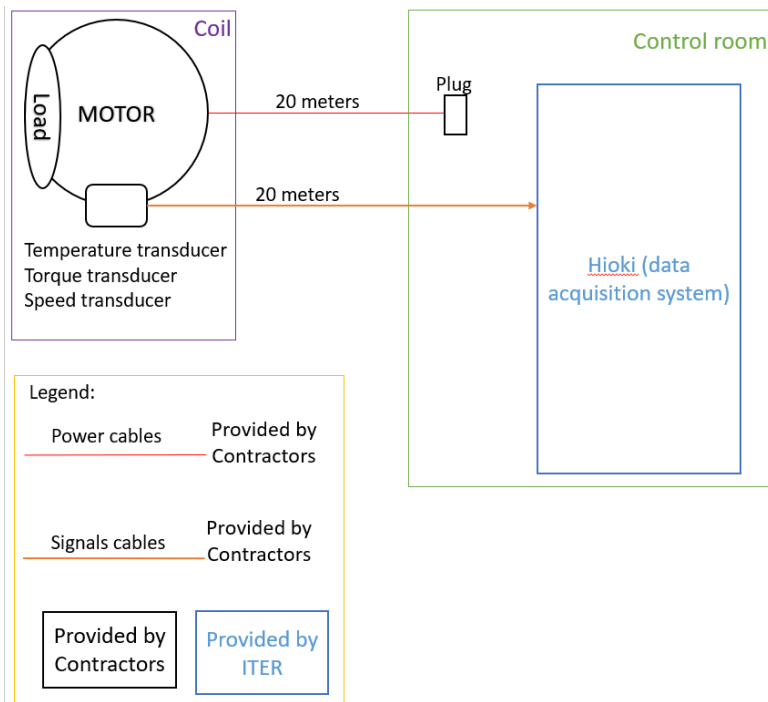 Coil
Control room
Load
MOTOR
20 meters
Plug
20 meters
Temperature transducer
Torque transducer
Speed transducer
Hioki (data
acquisition system)
Legend:
Power cables
Provided by
Contractors
Signals cables
Provided by
Contractors
Provided by
Contractors
Provided by
ITER